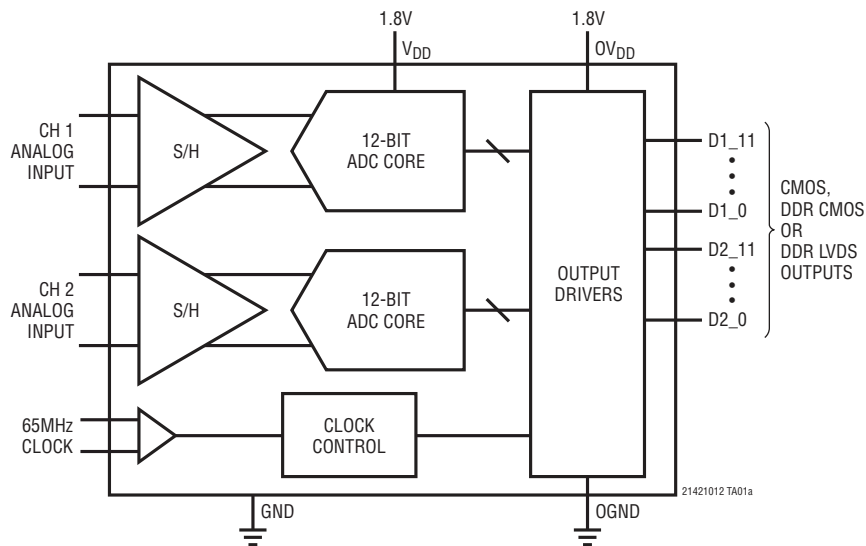 1.8V
1.8V
VDD
OVDD
CH 1
ANALOG
INPUT
S/H
12-BIT
ADC CORE
D1_11
D1_0
CH 2
ANALOG
INPUT
S/H
12-BIT
ADC CORE
OUTPUT
DRIVERS
D2_11
D2_0
CMOS,
DDR CMOS
OR
DDR LVDS
OUTPUTS
65MHz
CLOCK
CLOCK
CONTROL
GND
OGND
21421012 TA01a